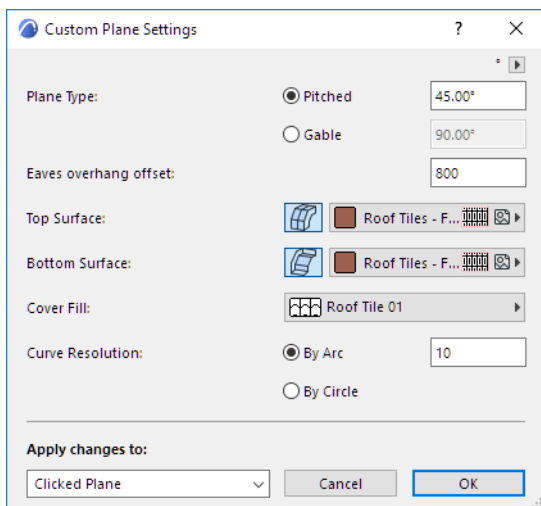 Custom Plane Settings ? ×
°
Plane Type: Pitched 45.00°
Gable 90.00°
Eaves overhang offset: 800
Top Surface: Roof Tiles - F...
Bottom Surface: Roof Tiles - F...
Cover Fill: Roof Tile 01
Curve Resolution: By Arc 10
By Circle
Apply changes to:
Clicked Plane Cancel OK